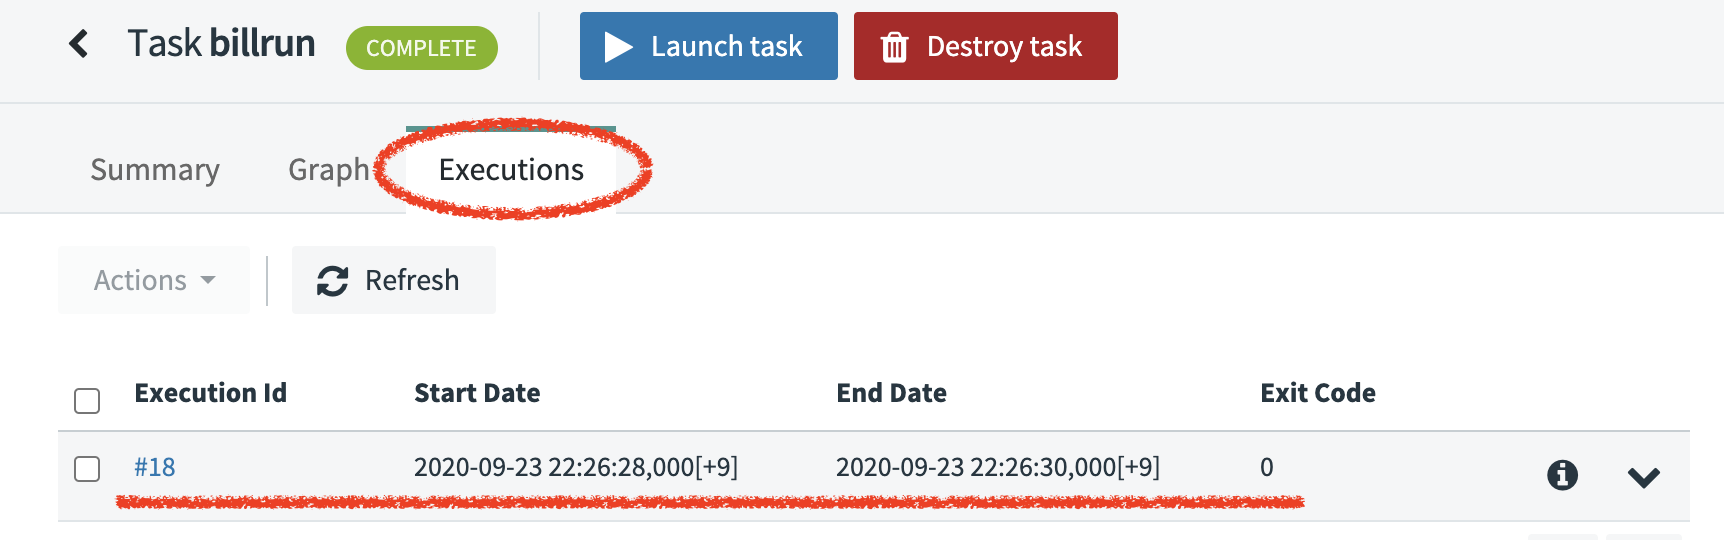 Task billrun COMPLETE Launch task Destroy task
Summary Graph Executions
Actions Refresh
Execution Id Start Date End Date Exit Code
#18 2020-09-23 22:26:28,000[+9] 2020-09-23 22:26:30,000[+9] 0